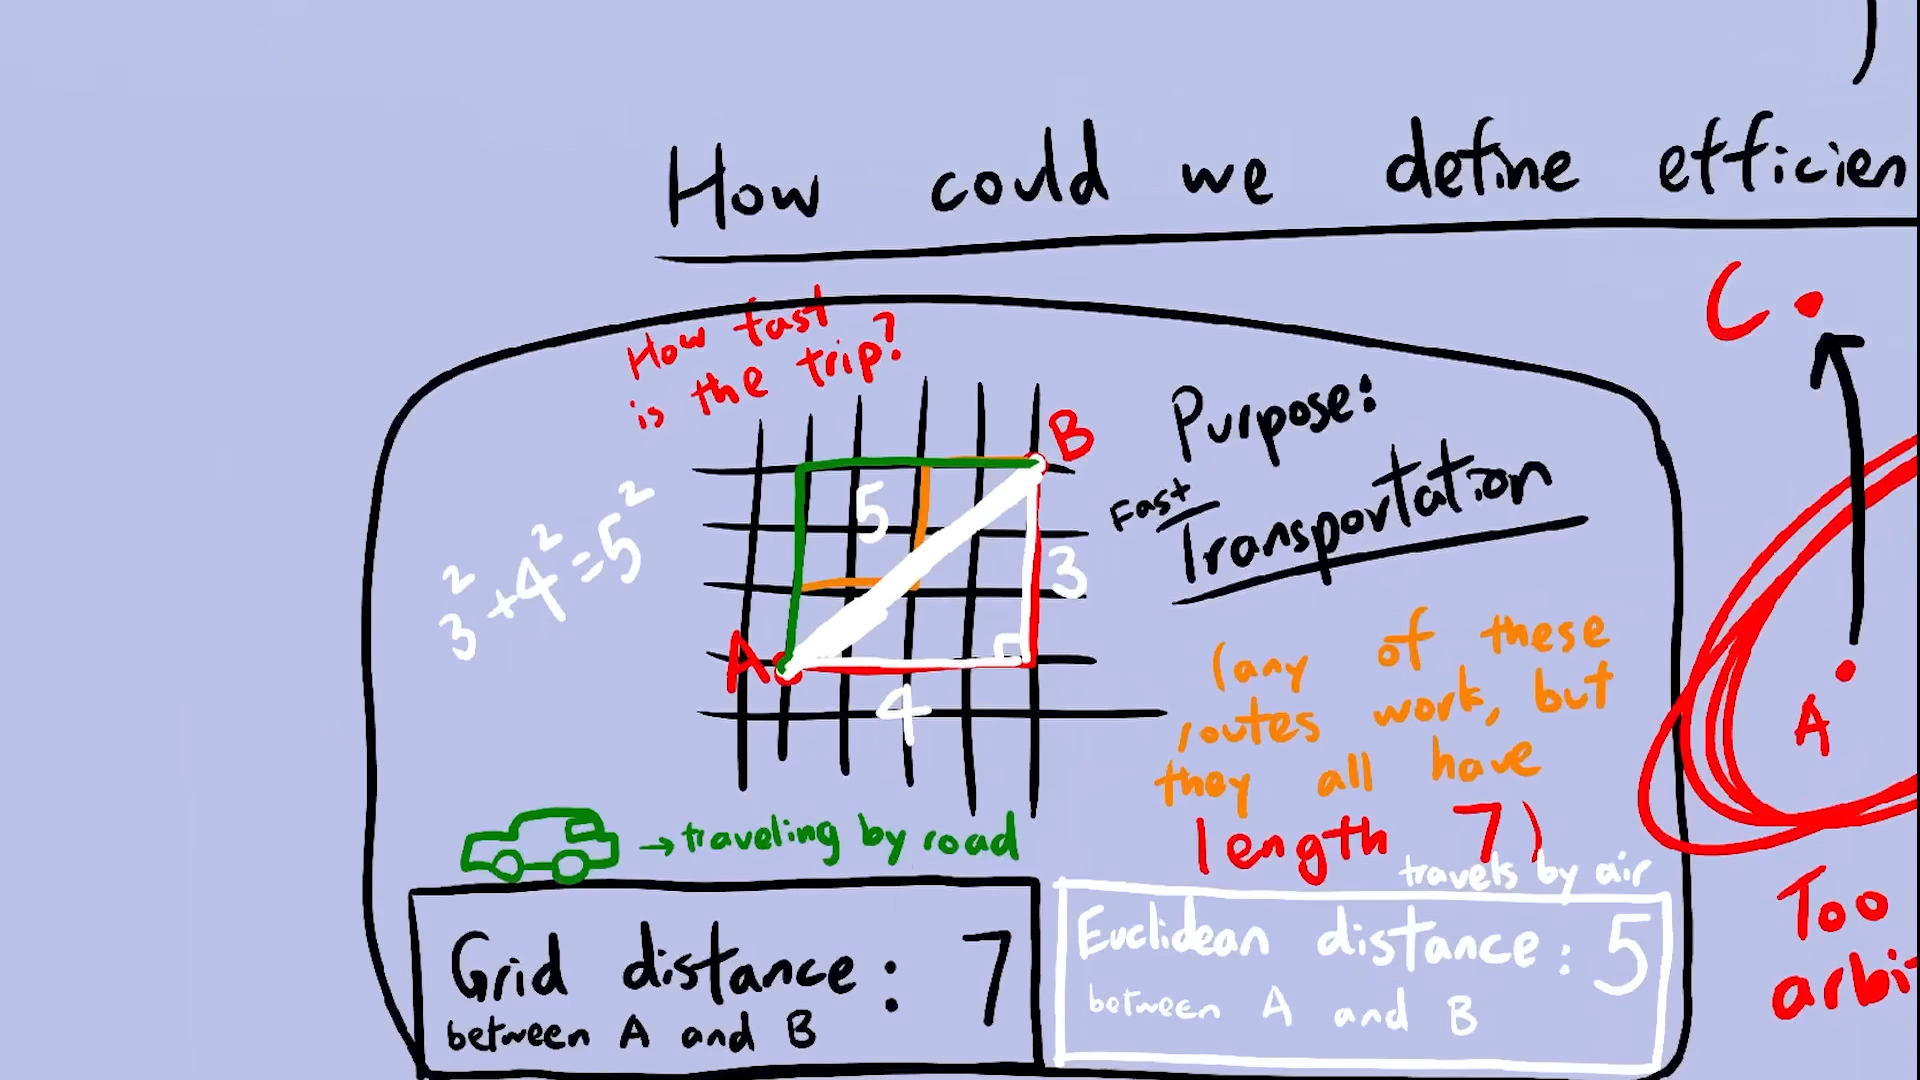 )
How could we define efficien
How fast
is the trip?
C
B
Purpose:
Fast
Transportation
5
3² + 4² = 5²
3
A
4
(any of these
routes work, but
they all have
length 7)
A
→ traveling by road
travels by air
Grid distance: 7
between A and B
Euclidean distance: 5
between A and B
Too
arbi